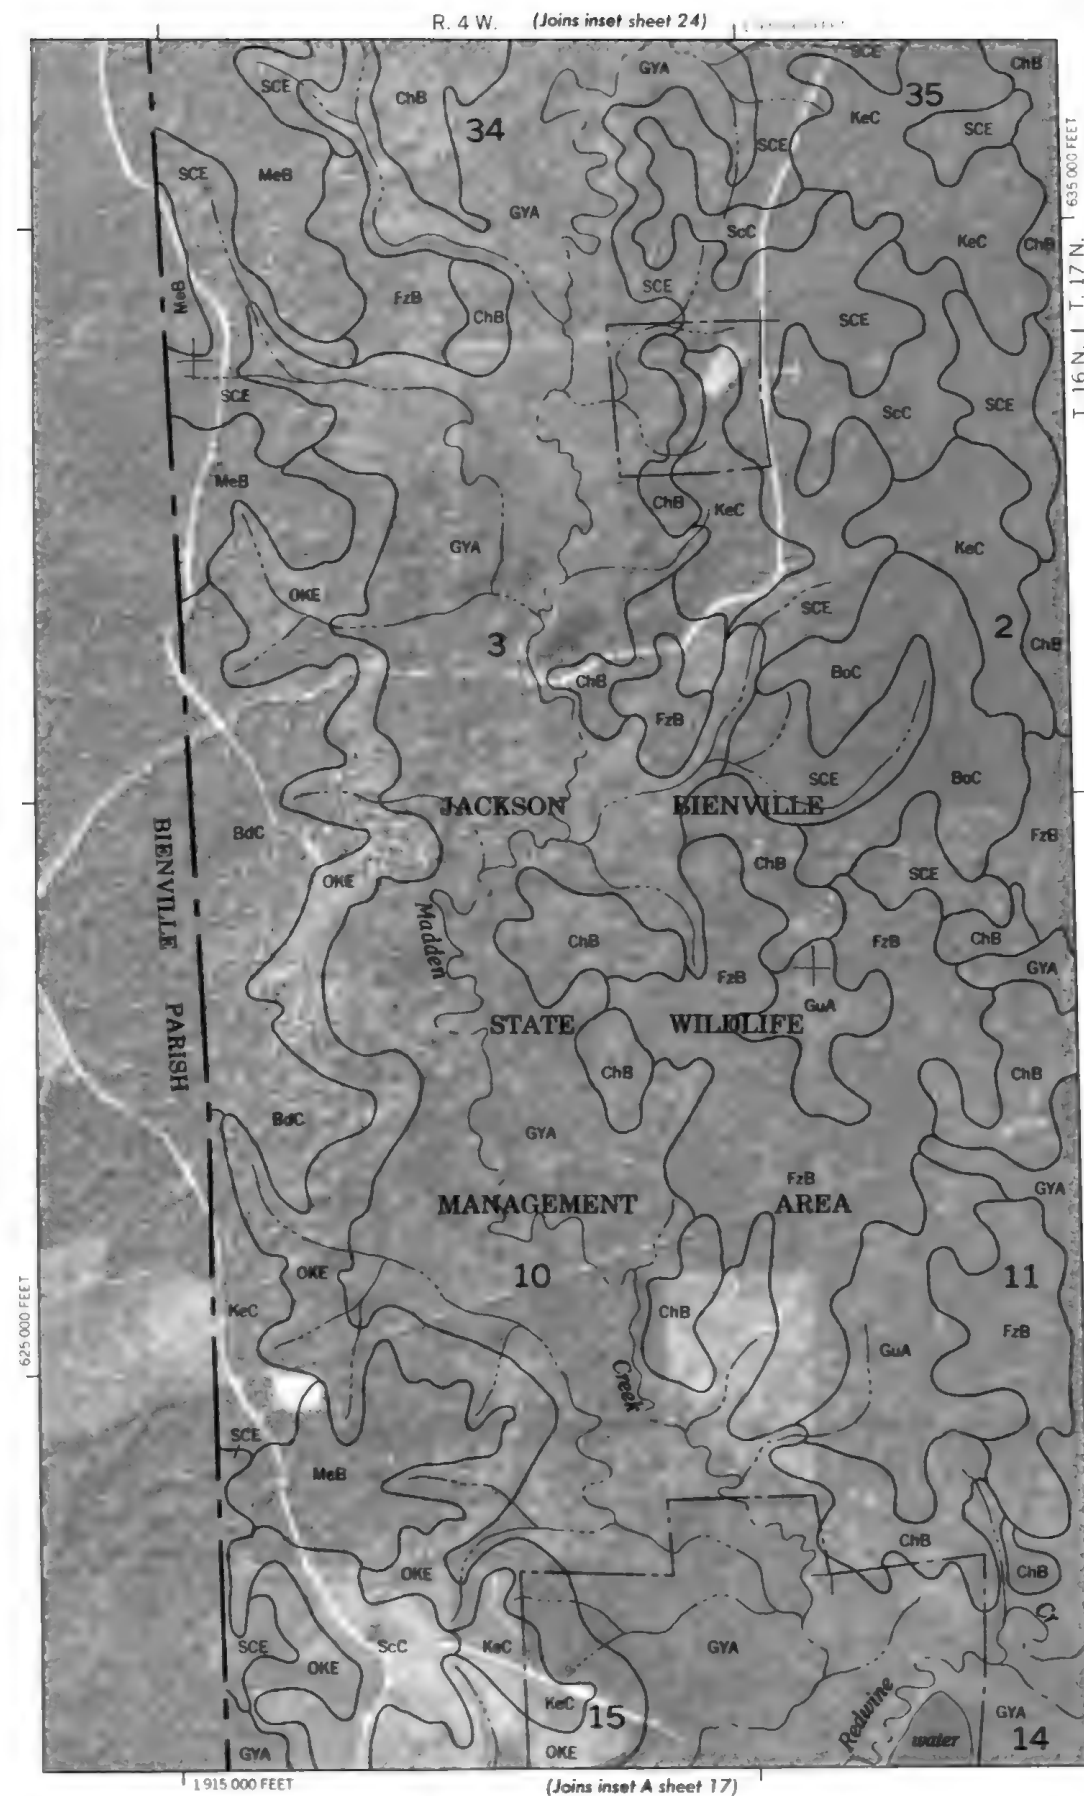 R. 4 W. (Joins inset sheet 24)
SCE
ChB
GYA
SCE
ChB
35
KeC
34
SCE
635 000 FEET
SCE
SCE
MeB
GYA
ScC
KeC
ChB
T. 16 N. | T. 17 N.
MeB
FzB
ChB
SCE
SCE
SCE
ScC
SCE
MeB
ChB
KeC
GYA
KeC
OKE
SCE
3
2
ChB
ChB
BoC
FzB
SCE
BoC
JACKSON BIENVILLE
BIENVILLE PARISH
BdC
FzB
ChB
OKE
SCE
Madden
ChB
FzB
ChB
FzB
GYA
GuA
STATE WILDLIFE
ChB
ChB
BdC
GYA
FzB
GYA
MANAGEMENT AREA
OKE
10
11
KeC
ChB
FzB
625 000 FEET
GuA
Creek
SCE
MeB
ChB
OKE
ChB
Cr
SCE
ScC
KeC
GYA
OKE
KeC
15
Redwine
GYA
14
water
GYA
OKE
1 915 000 FEET
(Joins inset A sheet 17)